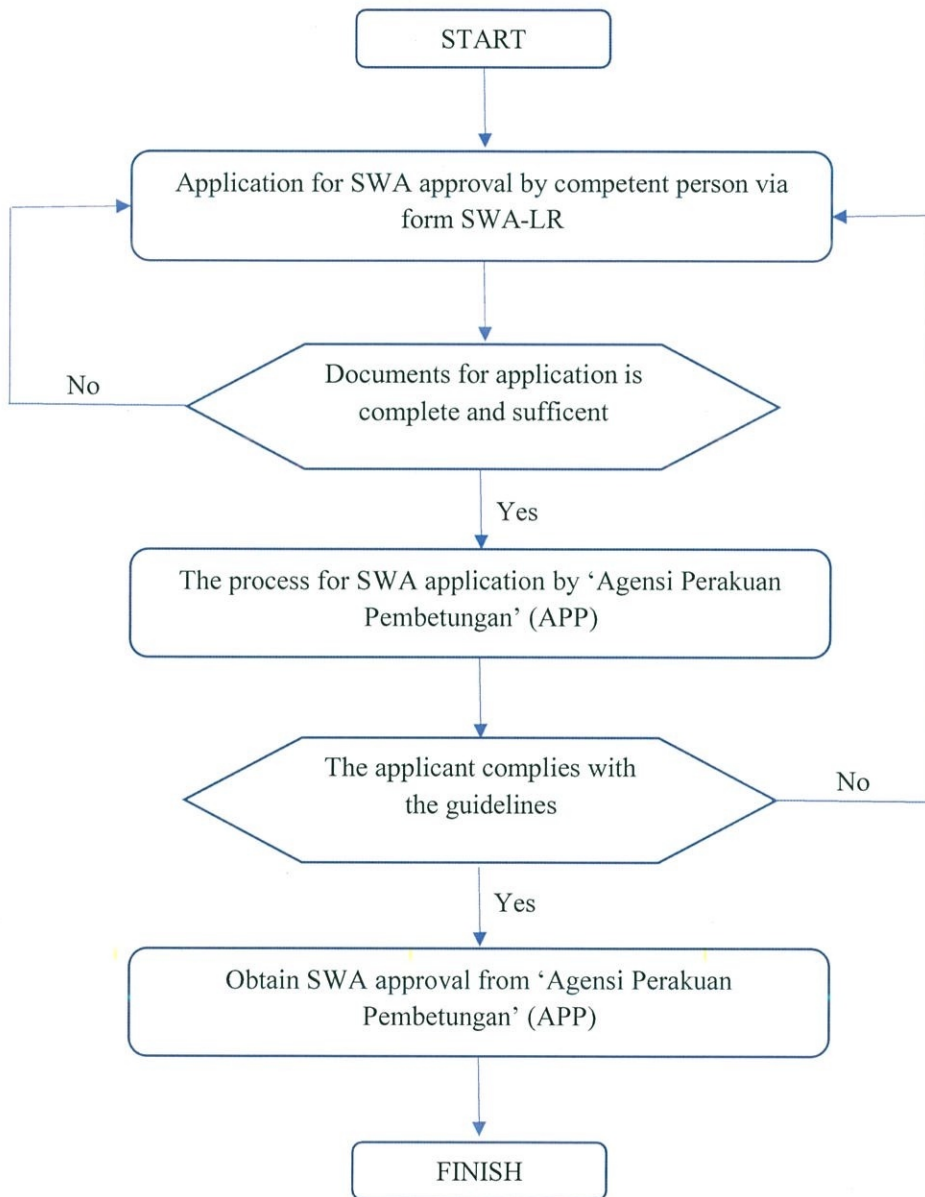 START
Application for SWA approval by competent person via
form SWA-LR
Documents for application is
complete and sufficent
No
Yes
The process for SWA application by ‘Agensi Perakuan
Pembetungan’ (APP)
The applicant complies with
the guidelines
No
Yes
Obtain SWA approval from ‘Agensi Perakuan
Pembetungan’ (APP)
FINISH